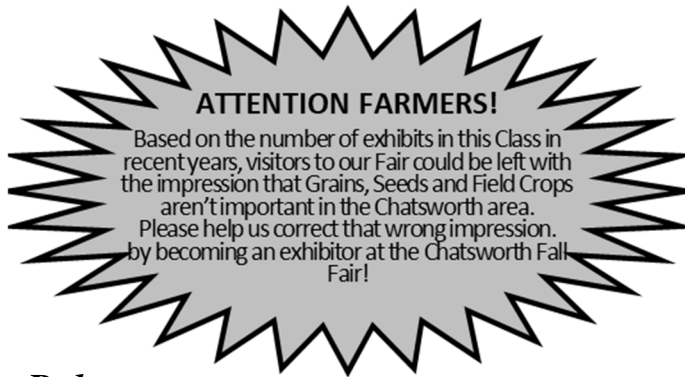 ATTENTION FARMERS!
Based on the number of exhibits in this Class in
recent years, visitors to our Fair could be left with
the impression that Grains, Seeds and Field Crops
aren't important in the Chatsworth area.
Please help us correct that wrong impression.
by becoming an exhibitor at the Chatsworth Fall
Fair!